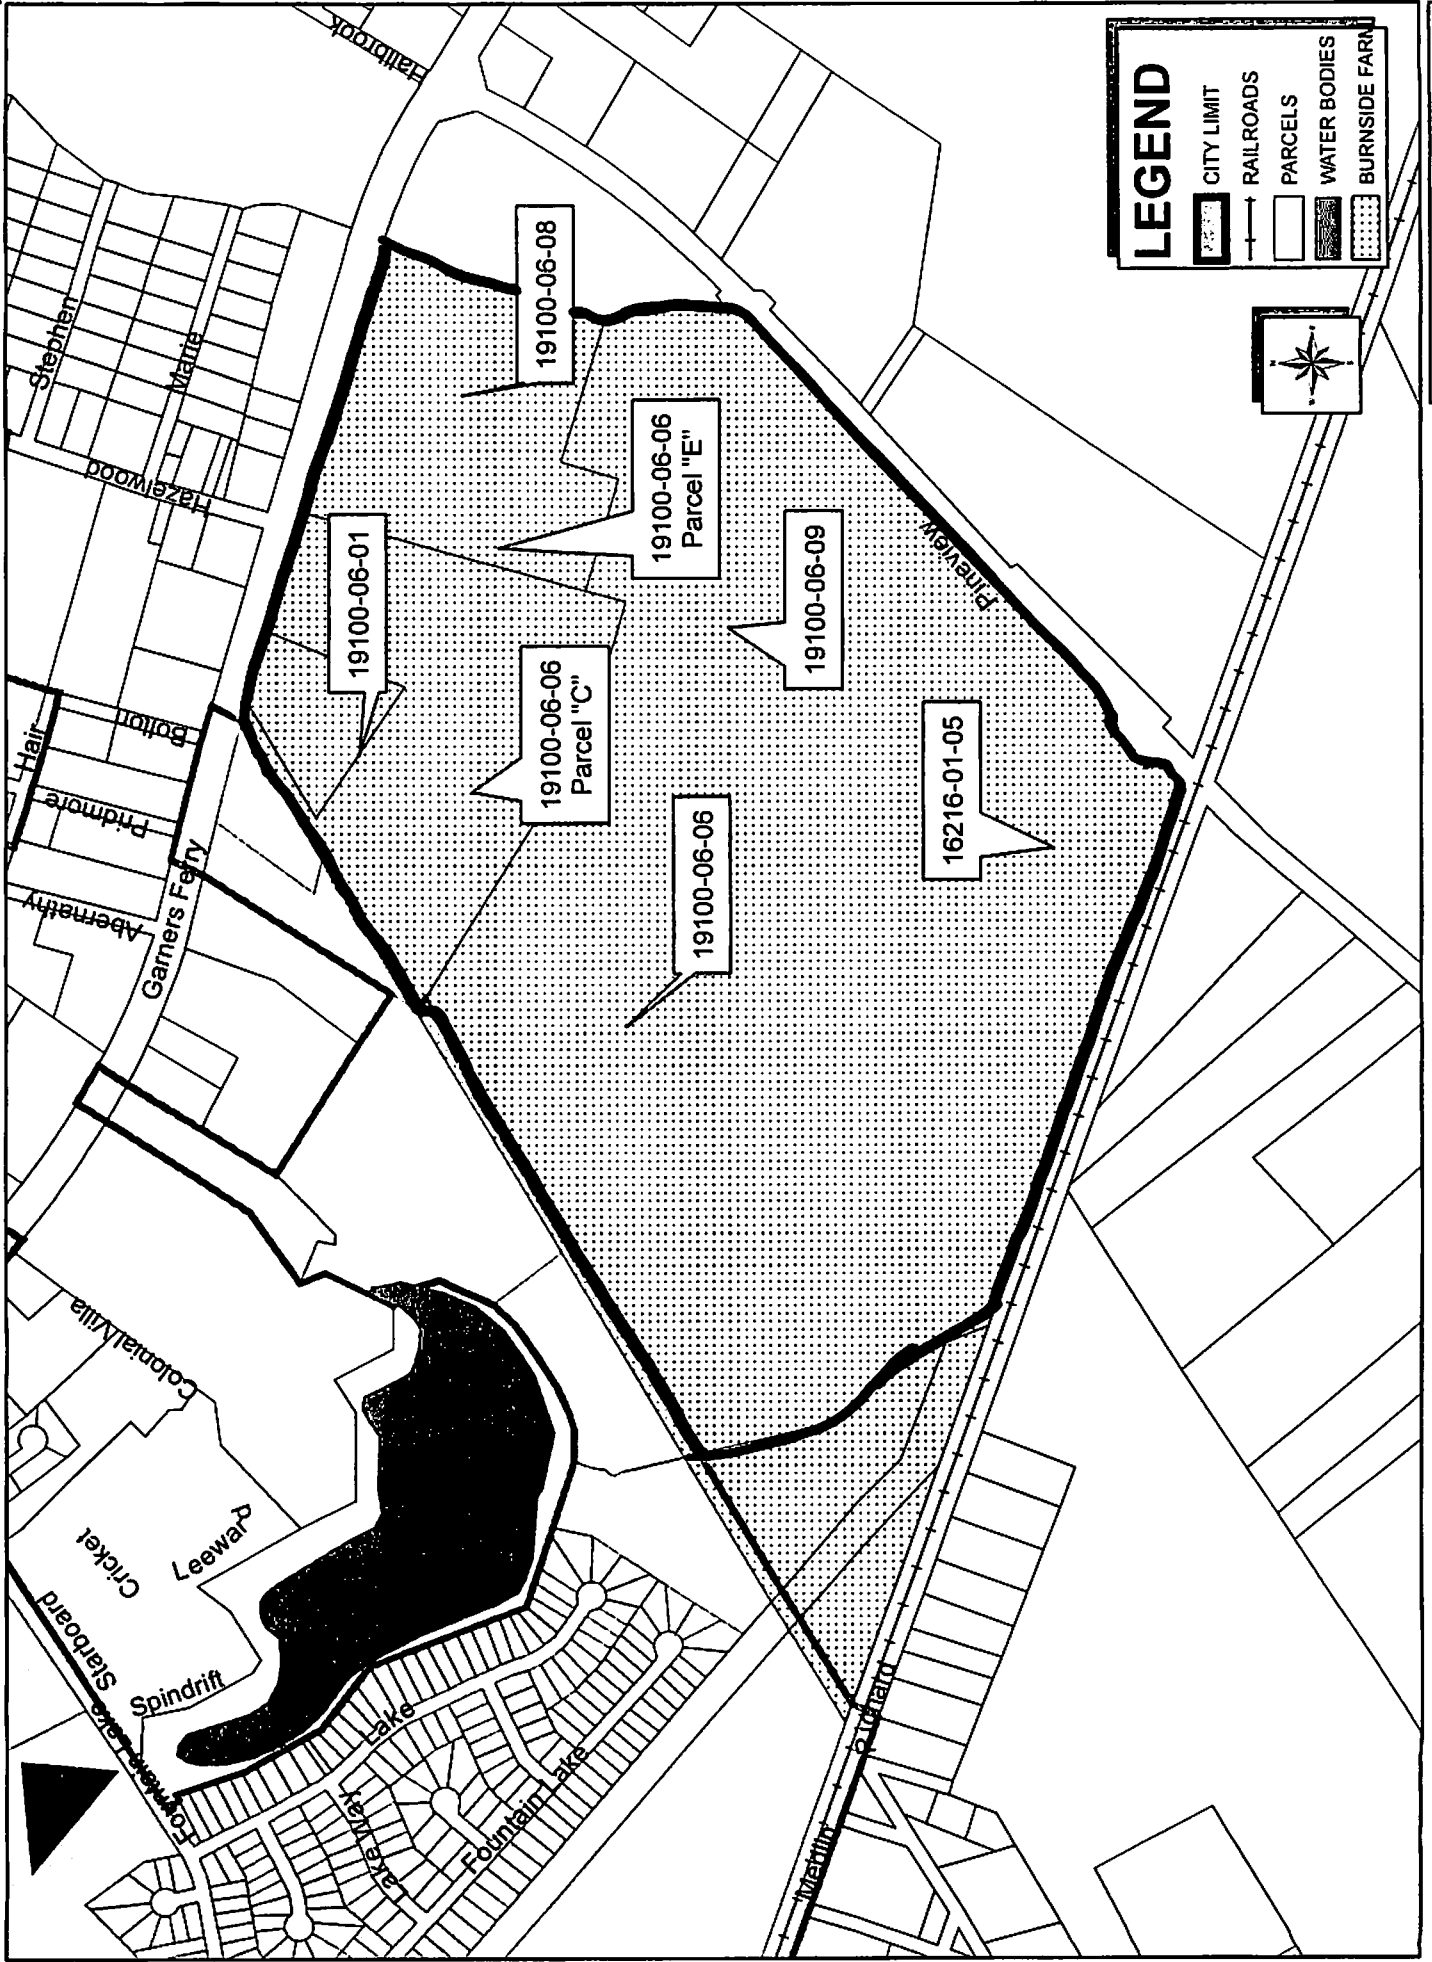 Hallbrook
Stephen
Marie
Hazelwood
Hair
Bolton
Pridmore
Abernathy
Garners Ferry
Colonial Villa
Cricket
Leeward
Starboard
Spindrift
Lake
Lake Way
Fountain Lake
Pineview
19100-06-08
19100-06-06
Parcel "E"
19100-06-01
19100-06-09
19100-06-06
Parcel "C"
19100-06-06
16216-01-05
LEGEND
CITY LIMIT
RAILROADS
PARCELS
WATER BODIES
BURNSIDE FARM